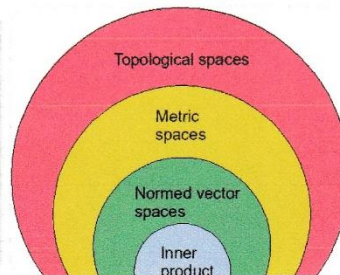 Topological spaces
Metric
spaces
Normed vector
spaces
Inner
product